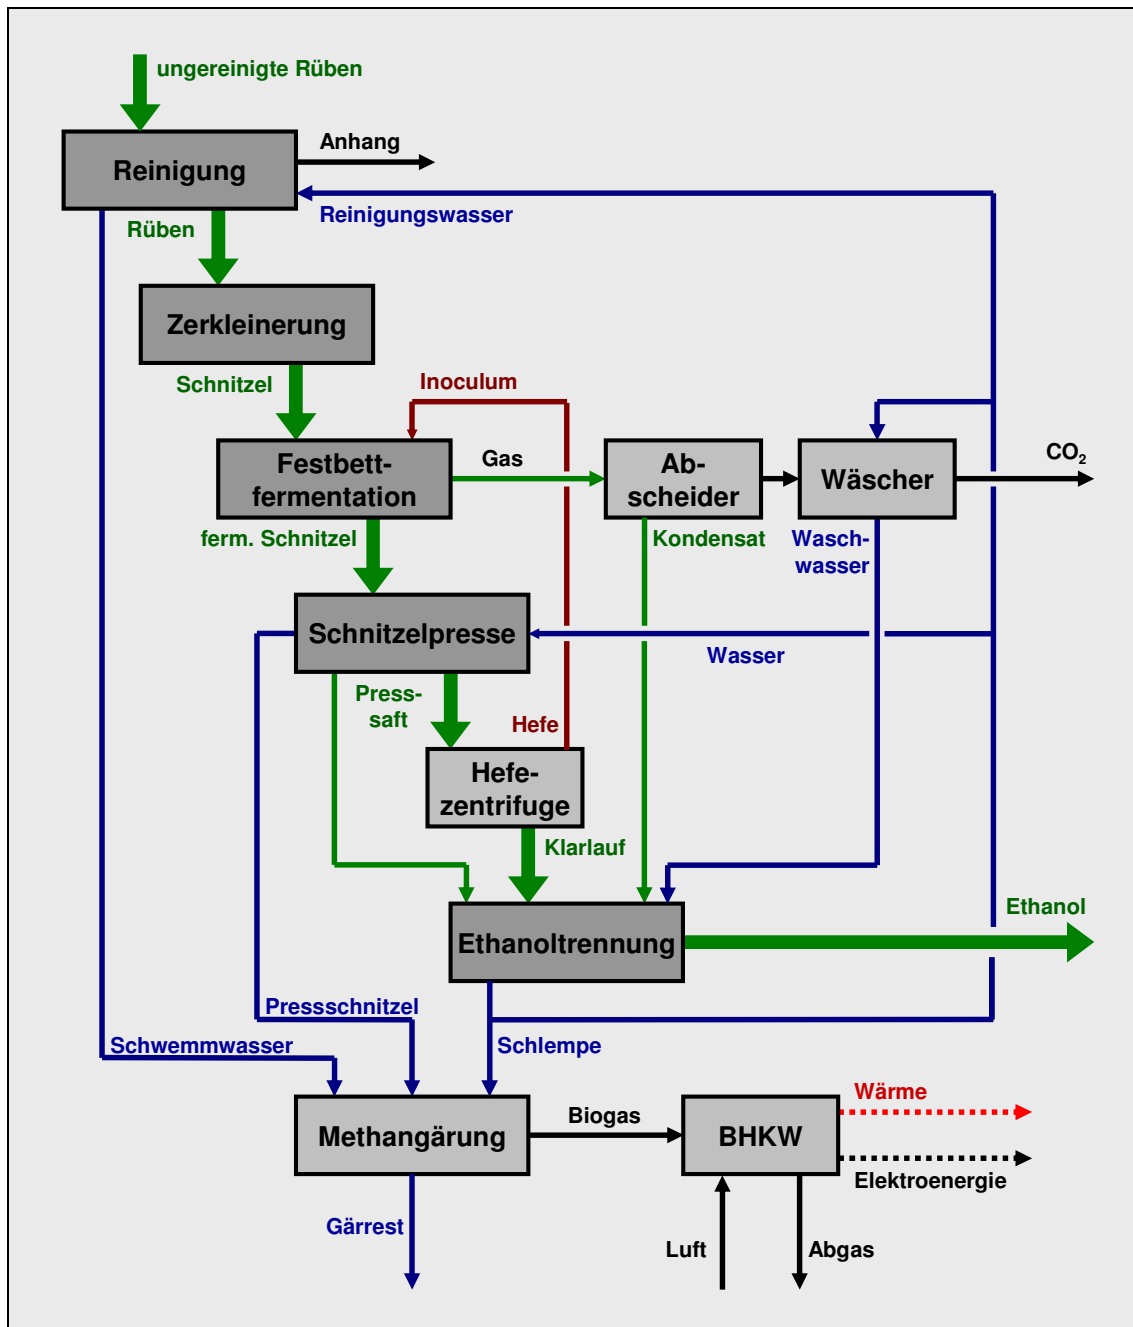 ungereinigte Rüben
Anhang
Reinigung
Reinigungswasser
Rüben
Zerkleinerung
Schnitzel
Inoculum
Festbett-
fermentation
Gas
Ab-
scheider
Wäscher
CO₂
ferm. Schnitzel
Kondensat
Wasch-
wasser
Schnitzelpresse
Wasser
Press-
saft
Hefe
Hefe-
zentrifuge
Klarlauf
Ethanol
Ethanoltrennung
Pressschnitzel
Schwemmwasser
Schlempe
Wärme
Methangärung
Biogas
BHKW
Elektroenergie
Gärrest
Luft
Abgas